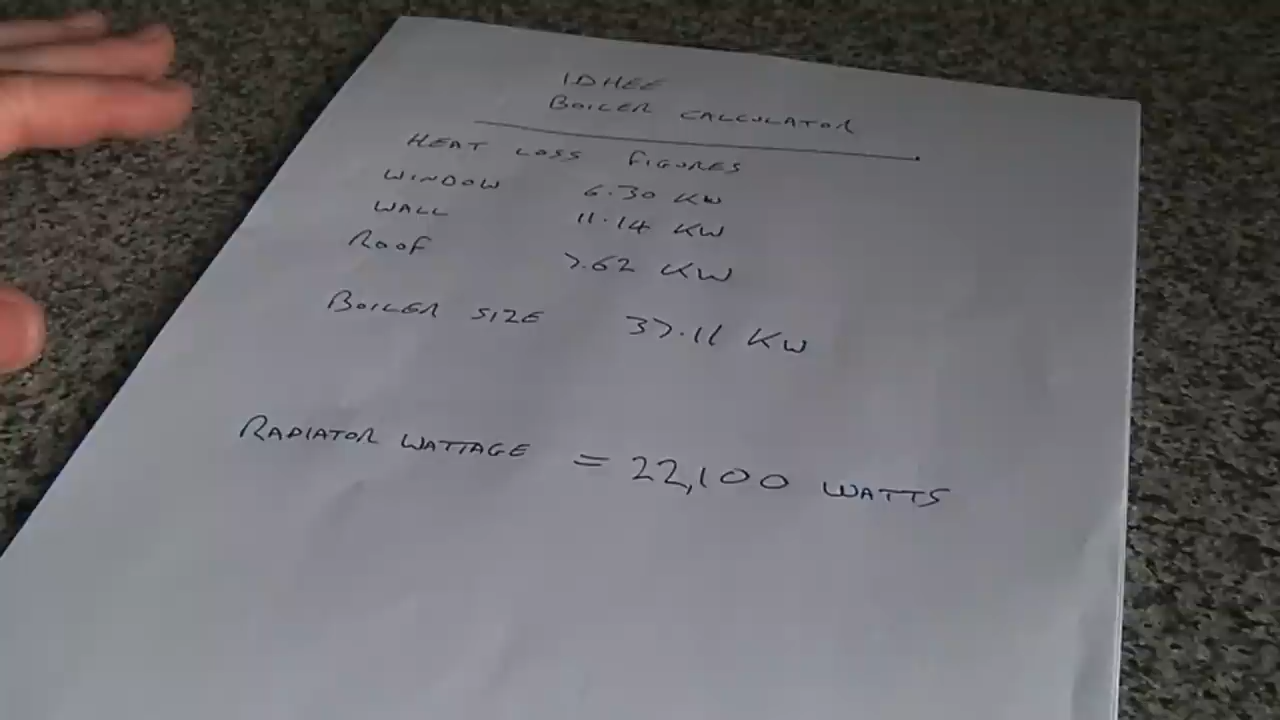 IDHEE
BOILER CALCULATOR
HEAT LOSS FIGURES
WINDOW 6.30 KW
WALL 11.14 KW
ROOF 7.62 KW
BOILER SIZE 37.11 KW
RADIATOR WATTAGE = 22,100 WATTS